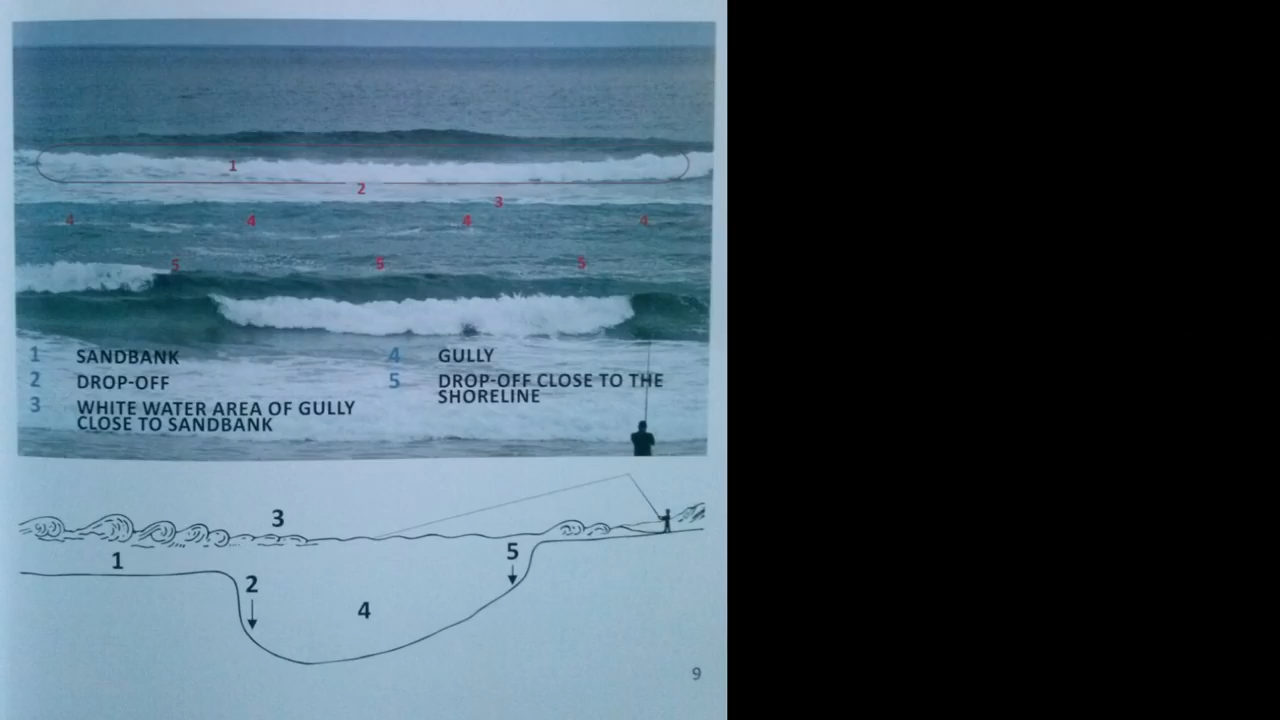 1
2
3
4 4 4 4
5 5 5
1 SANDBANK
2 DROP-OFF
3 WHITE WATER AREA OF GULLY
CLOSE TO SANDBANK
4 GULLY
5 DROP-OFF CLOSE TO THE
SHORELINE
3
1
5
2
4
9